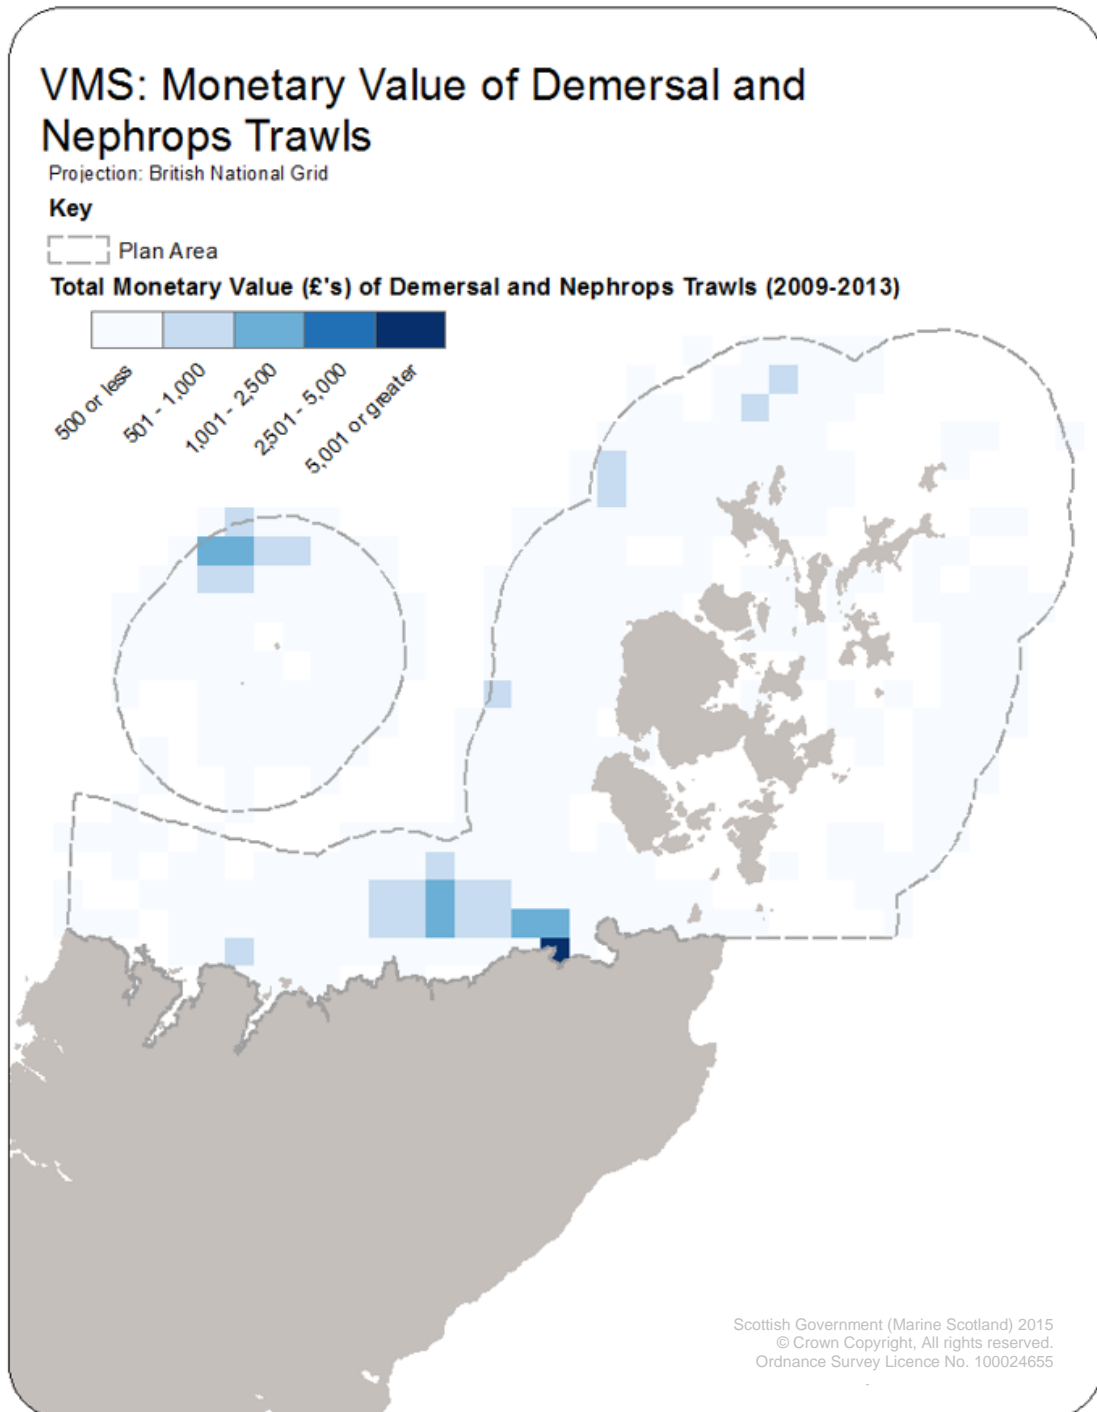 VMS: Monetary Value of Demersal and
Nephrops Trawls
Projection: British National Grid
Key
Plan Area
Total Monetary Value (£'s) of Demersal and Nephrops Trawls (2009-2013)
500 or less
501 - 1,000
1,001 - 2,500
2,501 - 5,000
5,001 or greater
Scottish Government (Marine Scotland) 2015
© Crown Copyright, All rights reserved.
Ordnance Survey Licence No. 100024655
-